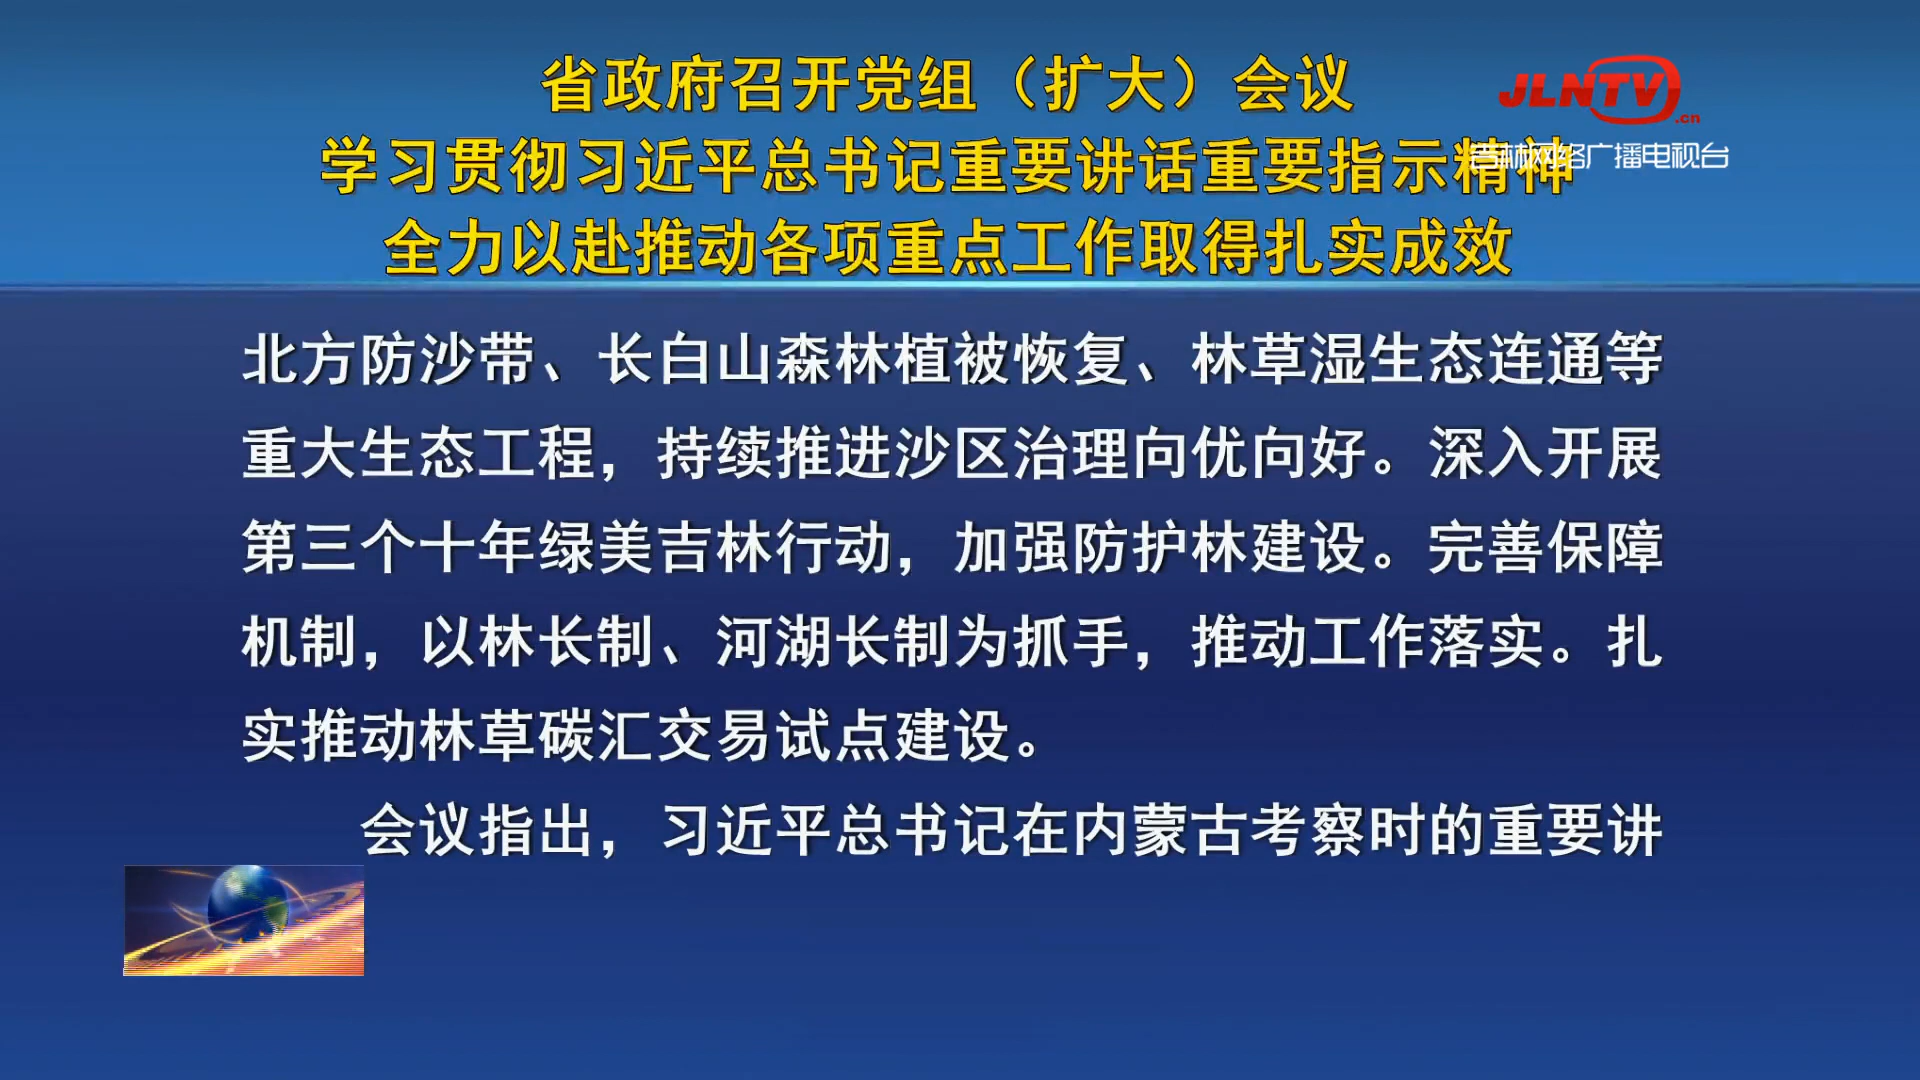 省政府召开党组（扩大）会议
JLNTV.cn
学习贯彻习近平总书记重要讲话重要指示精神
吉林网络广播电视台
全力以赴推动各项重点工作取得扎实成效
北方防沙带、长白山森林植被恢复、林草湿生态连通等
重大生态工程，持续推进沙区治理向优向好。深入开展
第三个十年绿美吉林行动，加强防护林建设。完善保障
机制，以林长制、河湖长制为抓手，推动工作落实。扎
实推动林草碳汇交易试点建设。
会议指出，习近平总书记在内蒙古考察时的重要讲